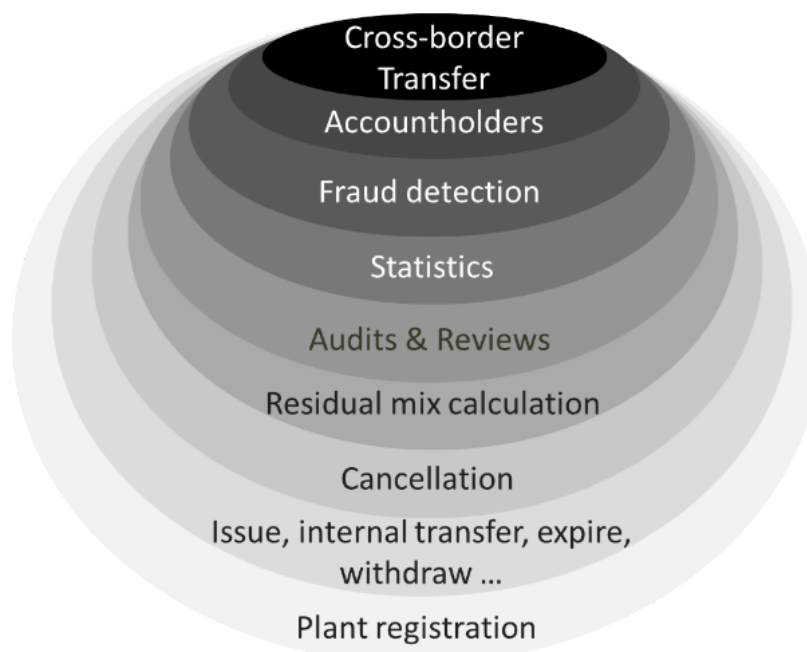 Cross-border
Transfer
Accountholders
Fraud detection
Statistics
Audits & Reviews
Residual mix calculation
Cancellation
Issue, internal transfer, expire,
withdraw ...
Plant registration